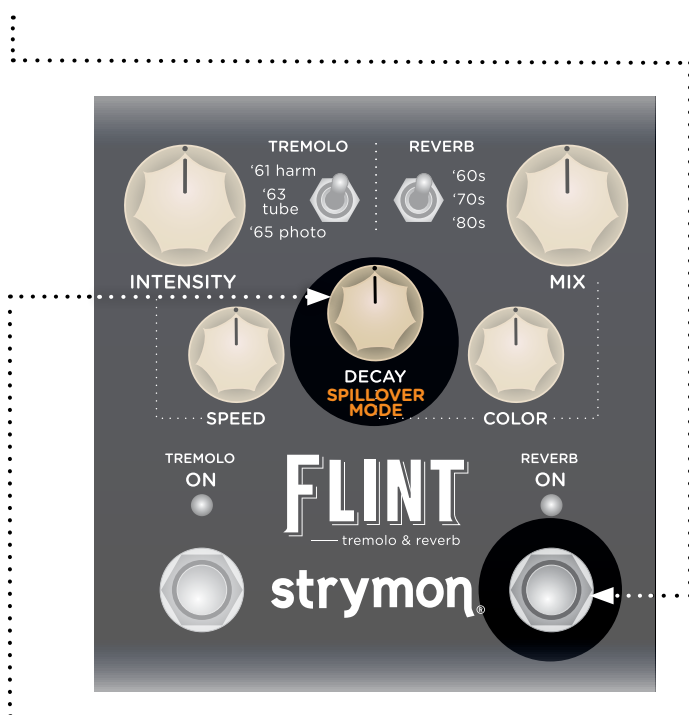 TREMOLO
REVERB
‘61 harm
‘63
tube
‘65 photo
‘60s
‘70s
‘80s
INTENSITY
MIX
DECAY
SPILLOVER
MODE
SPEED
COLOR
TREMOLO
ON
REVERB
ON
FLINT
tremolo & reverb
strymon®